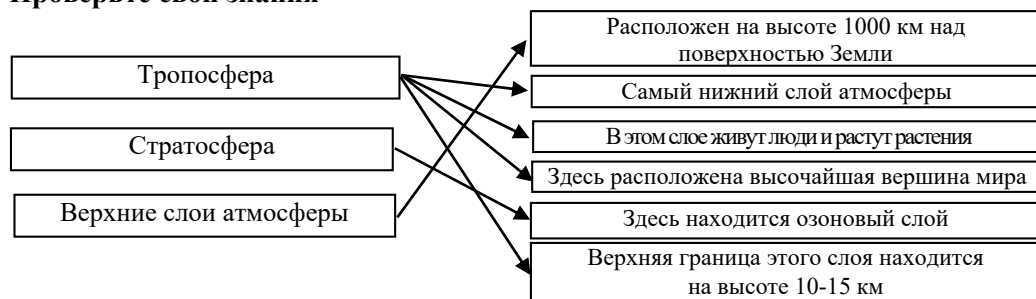 Проверьте свои знания
Расположен на высоте 1000 км над
поверхностью Земли
Тропосфера
Самый нижний слой атмосферы
В этом слое живут люди и растут растения
Стратосфера
Здесь расположена высочайшая вершина мира
Верхние слои атмосферы
Здесь находится озоновый слой
Верхняя граница этого слоя находится
на высоте 10-15 км